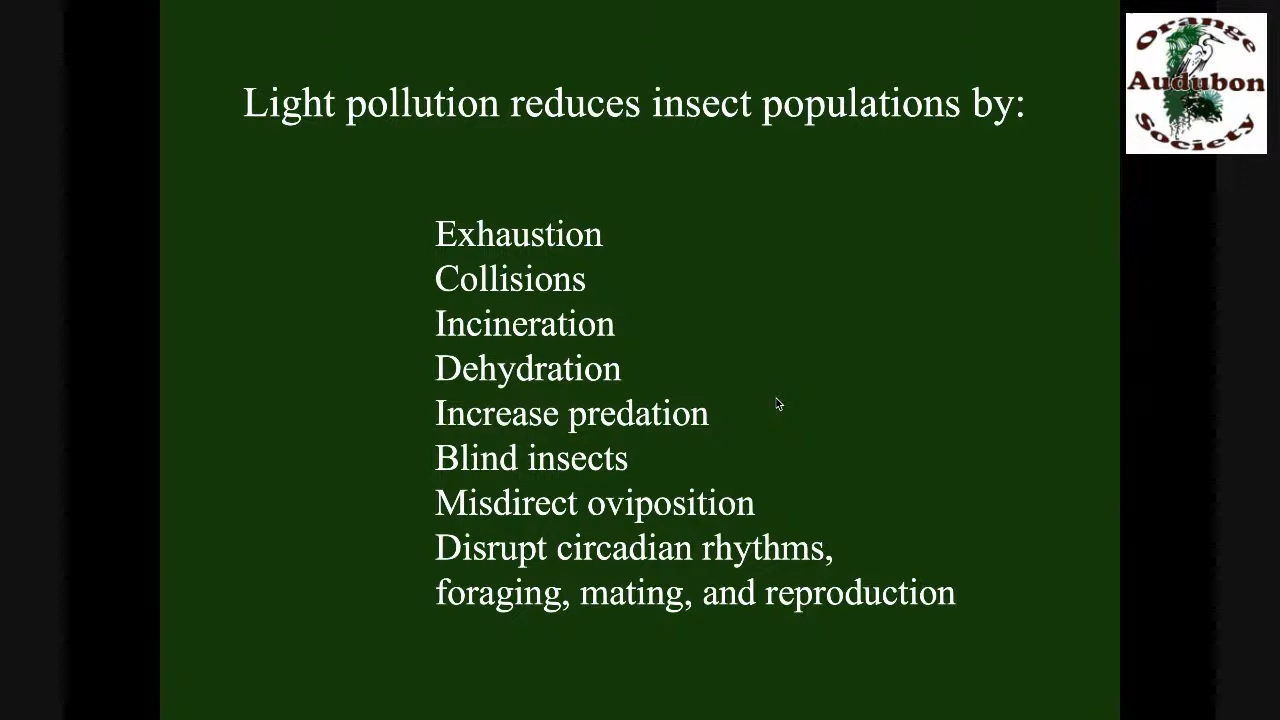 Light pollution reduces insect populations by:
Orange
Audubon
Society
Exhaustion
Collisions
Incineration
Dehydration
Increase predation
Blind insects
Misdirect oviposition
Disrupt circadian rhythms,
foraging, mating, and reproduction